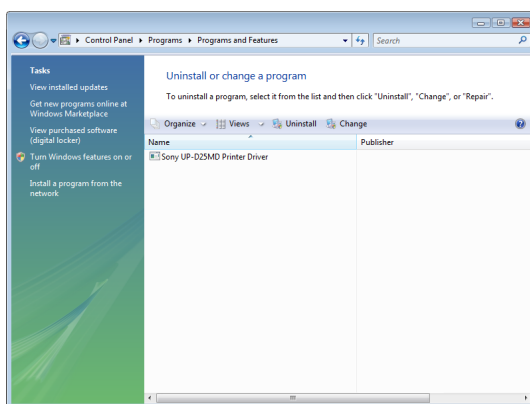 Control Panel ▸ Programs ▸ Programs and Features
Search
Tasks
View installed updates
Get new programs online at
Windows Marketplace
View purchased software
(digital locker)
Turn Windows features on or
off
Install a program from the
network
Uninstall or change a program
To uninstall a program, select it from the list and then click "Uninstall", "Change", or "Repair".
Organize Views Uninstall Change
Name Publisher
Sony UP-D25MD Printer Driver